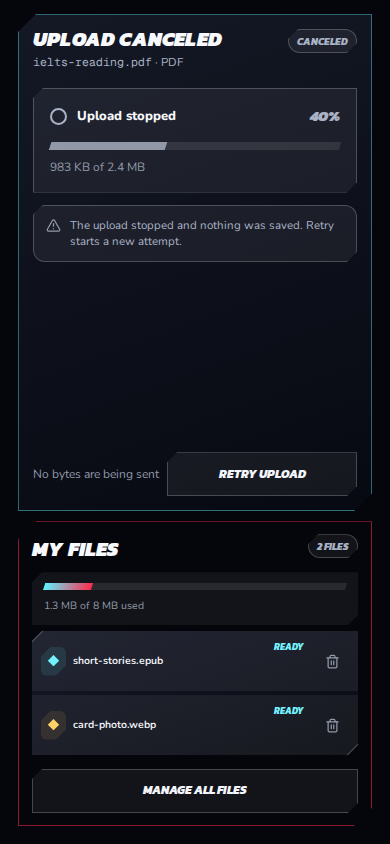 UPLOAD CANCELED
CANCELED
ielts-reading.pdf · PDF
Upload stopped
40%
983 KB of 2.4 MB
The upload stopped and nothing was saved. Retry
starts a new attempt.
No bytes are being sent
RETRY UPLOAD
MY FILES
2 FILES
1.3 MB of 8 MB used
READY
short-stories.epub
READY
card-photo.webp
MANAGE ALL FILES